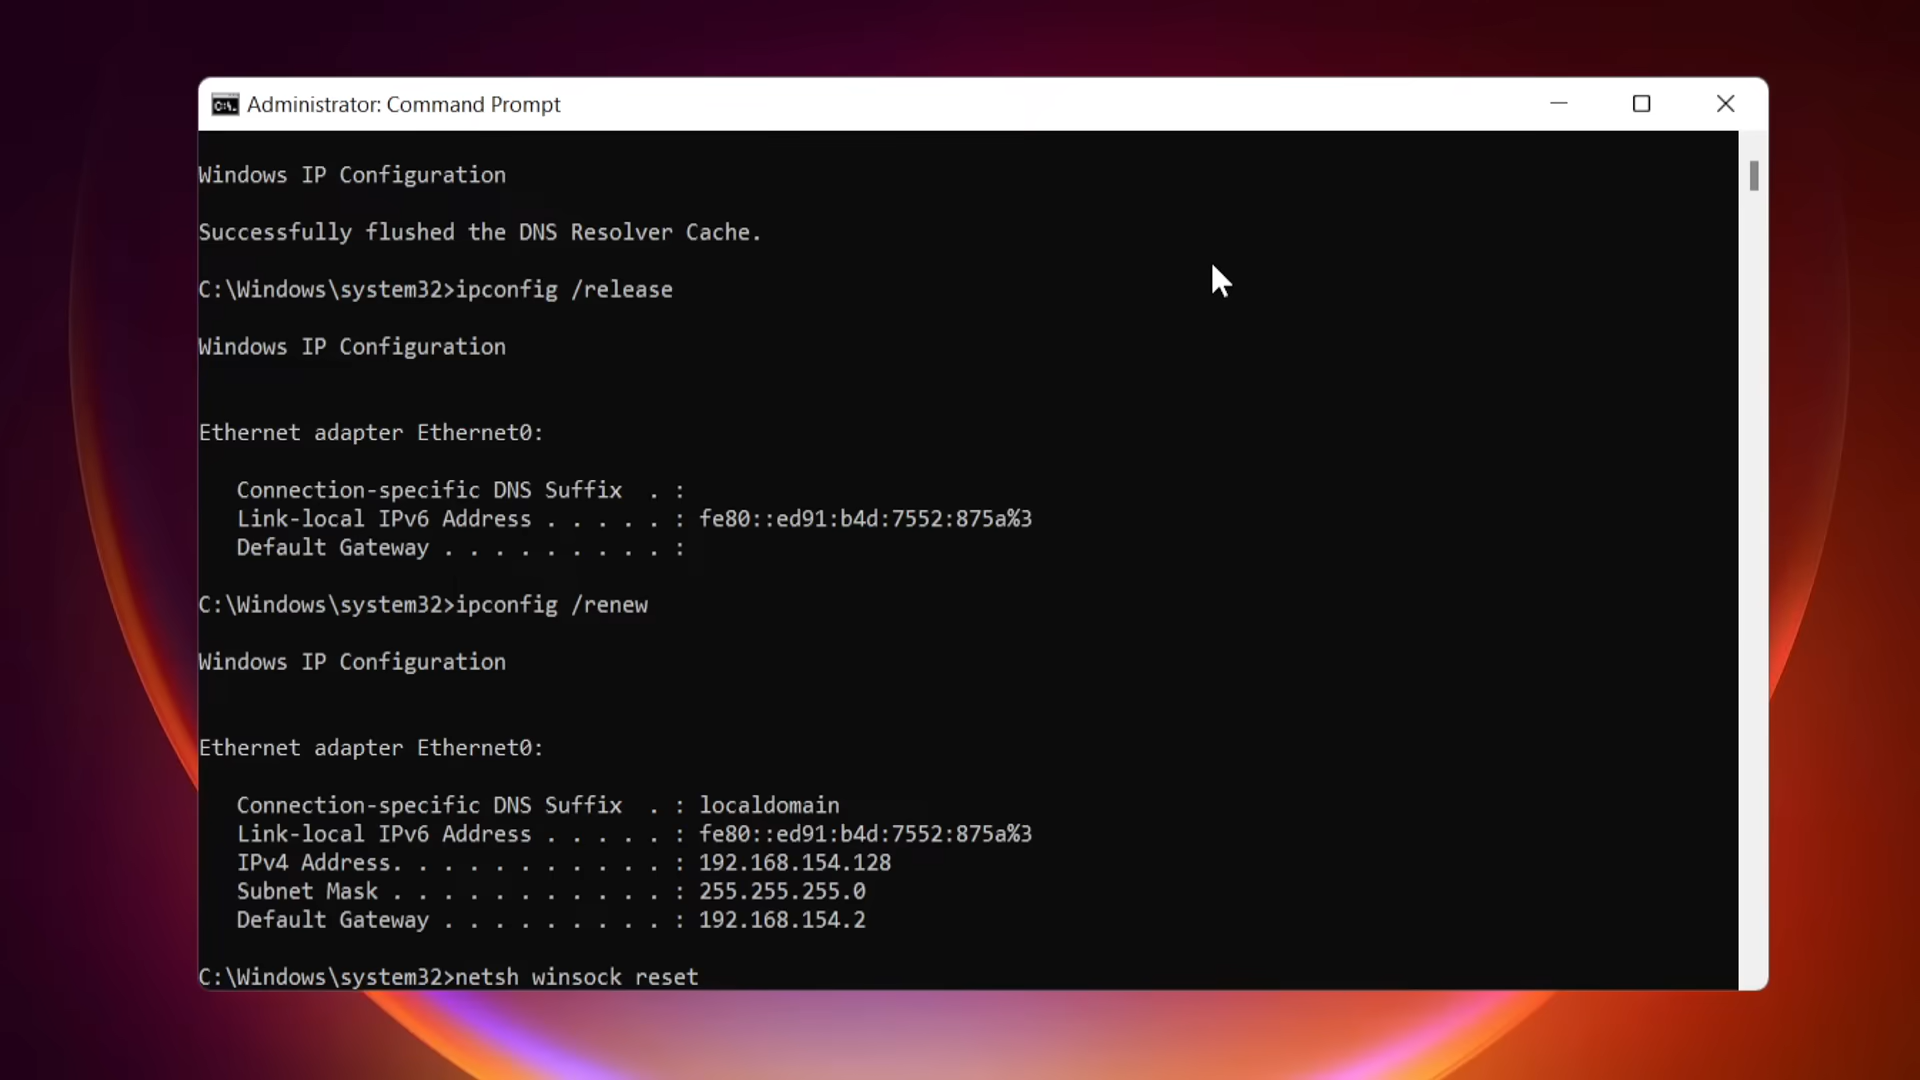 C:\.
Administrator: Command Prompt
Windows IP Configuration
Successfully flushed the DNS Resolver Cache.
C:\Windows\system32>ipconfig /release
Windows IP Configuration
Ethernet adapter Ethernet0:
Connection-specific DNS Suffix  . :
Link-local IPv6 Address . . . . . : fe80::ed91:b4d:7552:875a%3
Default Gateway . . . . . . . . . :
C:\Windows\system32>ipconfig /renew
Windows IP Configuration
Ethernet adapter Ethernet0:
Connection-specific DNS Suffix  . : localdomain
Link-local IPv6 Address . . . . . : fe80::ed91:b4d:7552:875a%3
IPv4 Address. . . . . . . . . . . : 192.168.154.128
Subnet Mask . . . . . . . . . . . : 255.255.255.0
Default Gateway . . . . . . . . . : 192.168.154.2
C:\Windows\system32>netsh winsock reset